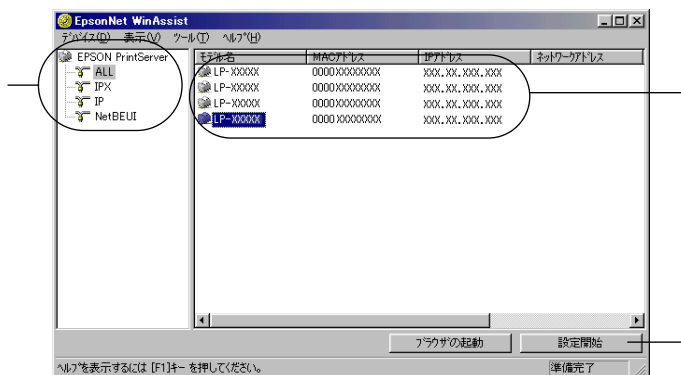 EpsonNet WinAssist
デバイス(D) 表示(V) ツール(T) ヘルプ(H)
EPSON PrintServer
ALL
IPX
IP
NetBEUI
モデル名 MACアドレス IPアドレス ネットワークアドレス
LP-XXXXX 0000XXXXXXXX XXX.XX.XXX.XXX
LP-XXXXX 0000XXXXXXXX XXX.XX.XXX.XXX
LP-XXXXX 0000XXXXXXXX XXX.XX.XXX.XXX
LP-XXXXX 0000XXXXXXXX XXX.XX.XXX.XXX
ブラウザの起動 設定開始
ヘルプを表示するには [F1]キー を押してください。 準備完了